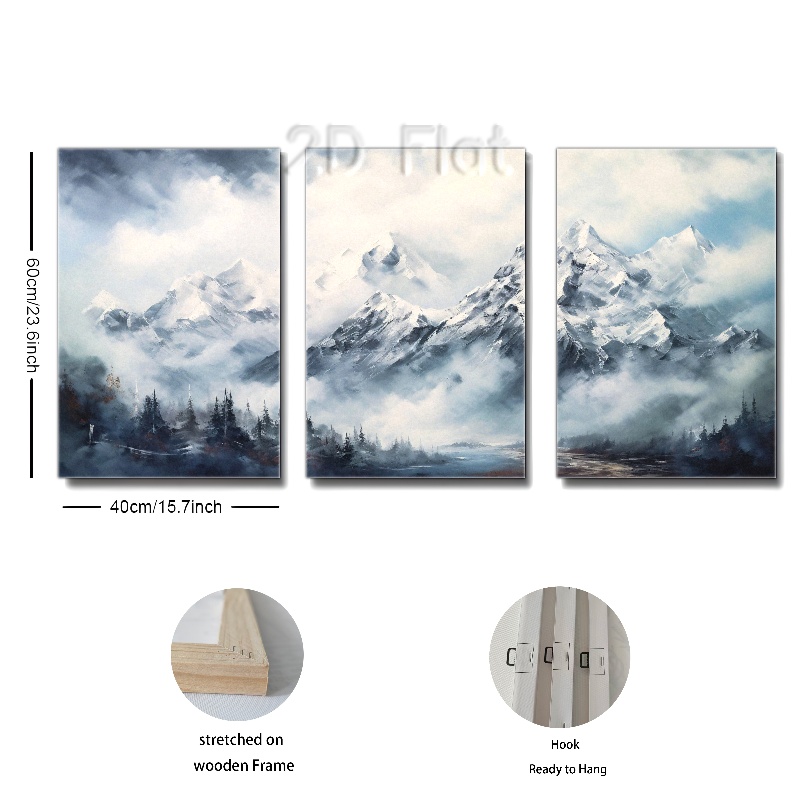 2D Flat
60cm/23.6inch
40cm/15.7inch
stretched on
wooden Frame
Hook
Ready to Hang